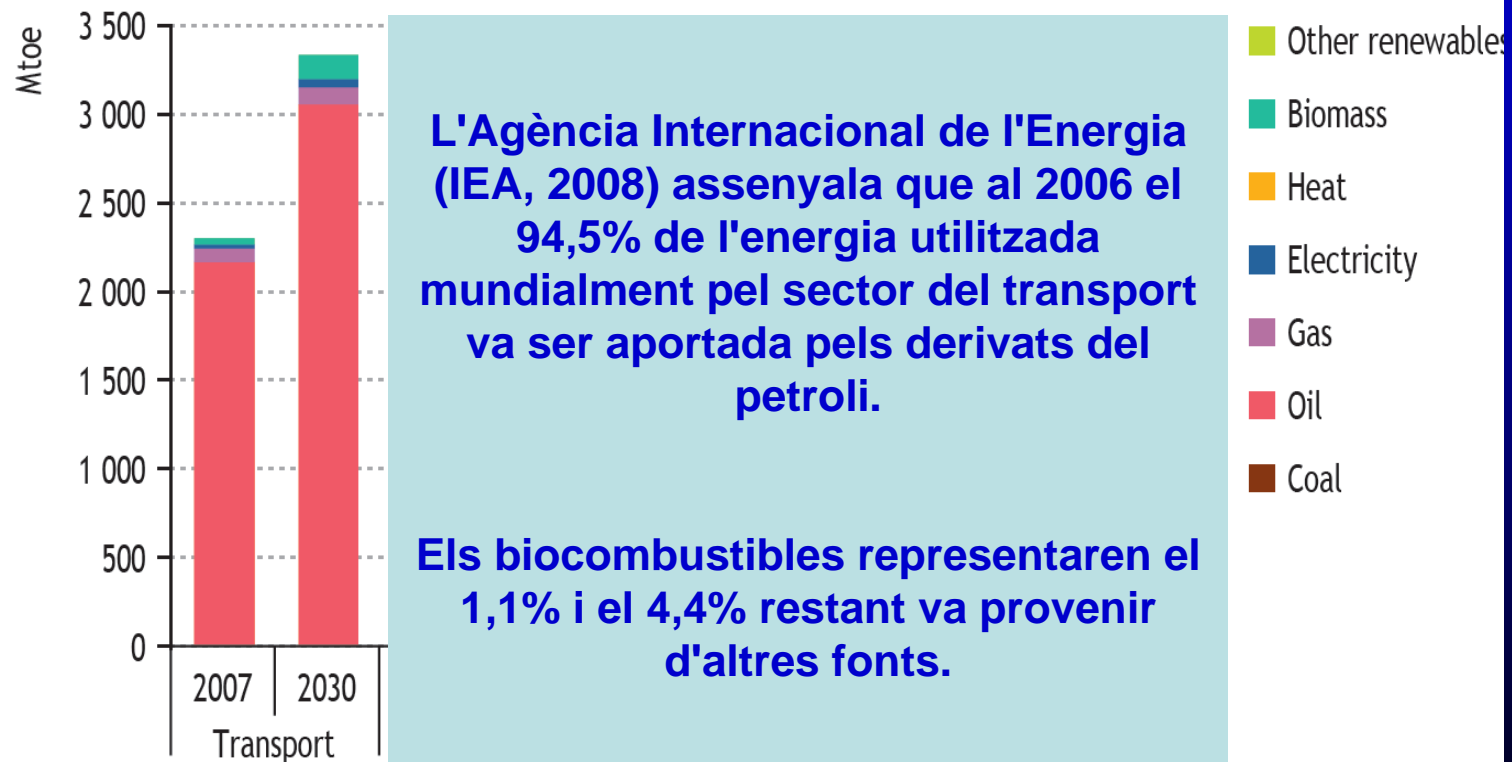 Mtoe
3 500
3 000
2 500
2 000
1 500
1 000
500
0
2007
2030
Transport
L'Agència Internacional de l'Energia
(IEA, 2008) assenyala que al 2006 el
94,5% de l'energia utilitzada
mundialment pel sector del transport
va ser aportada pels derivats del
petroli.
Els biocombustibles representaren el
1,1% i el 4,4% restant va provenir
d'altres fonts.
Other renewables
Biomass
Heat
Electricity
Gas
Oil
Coal